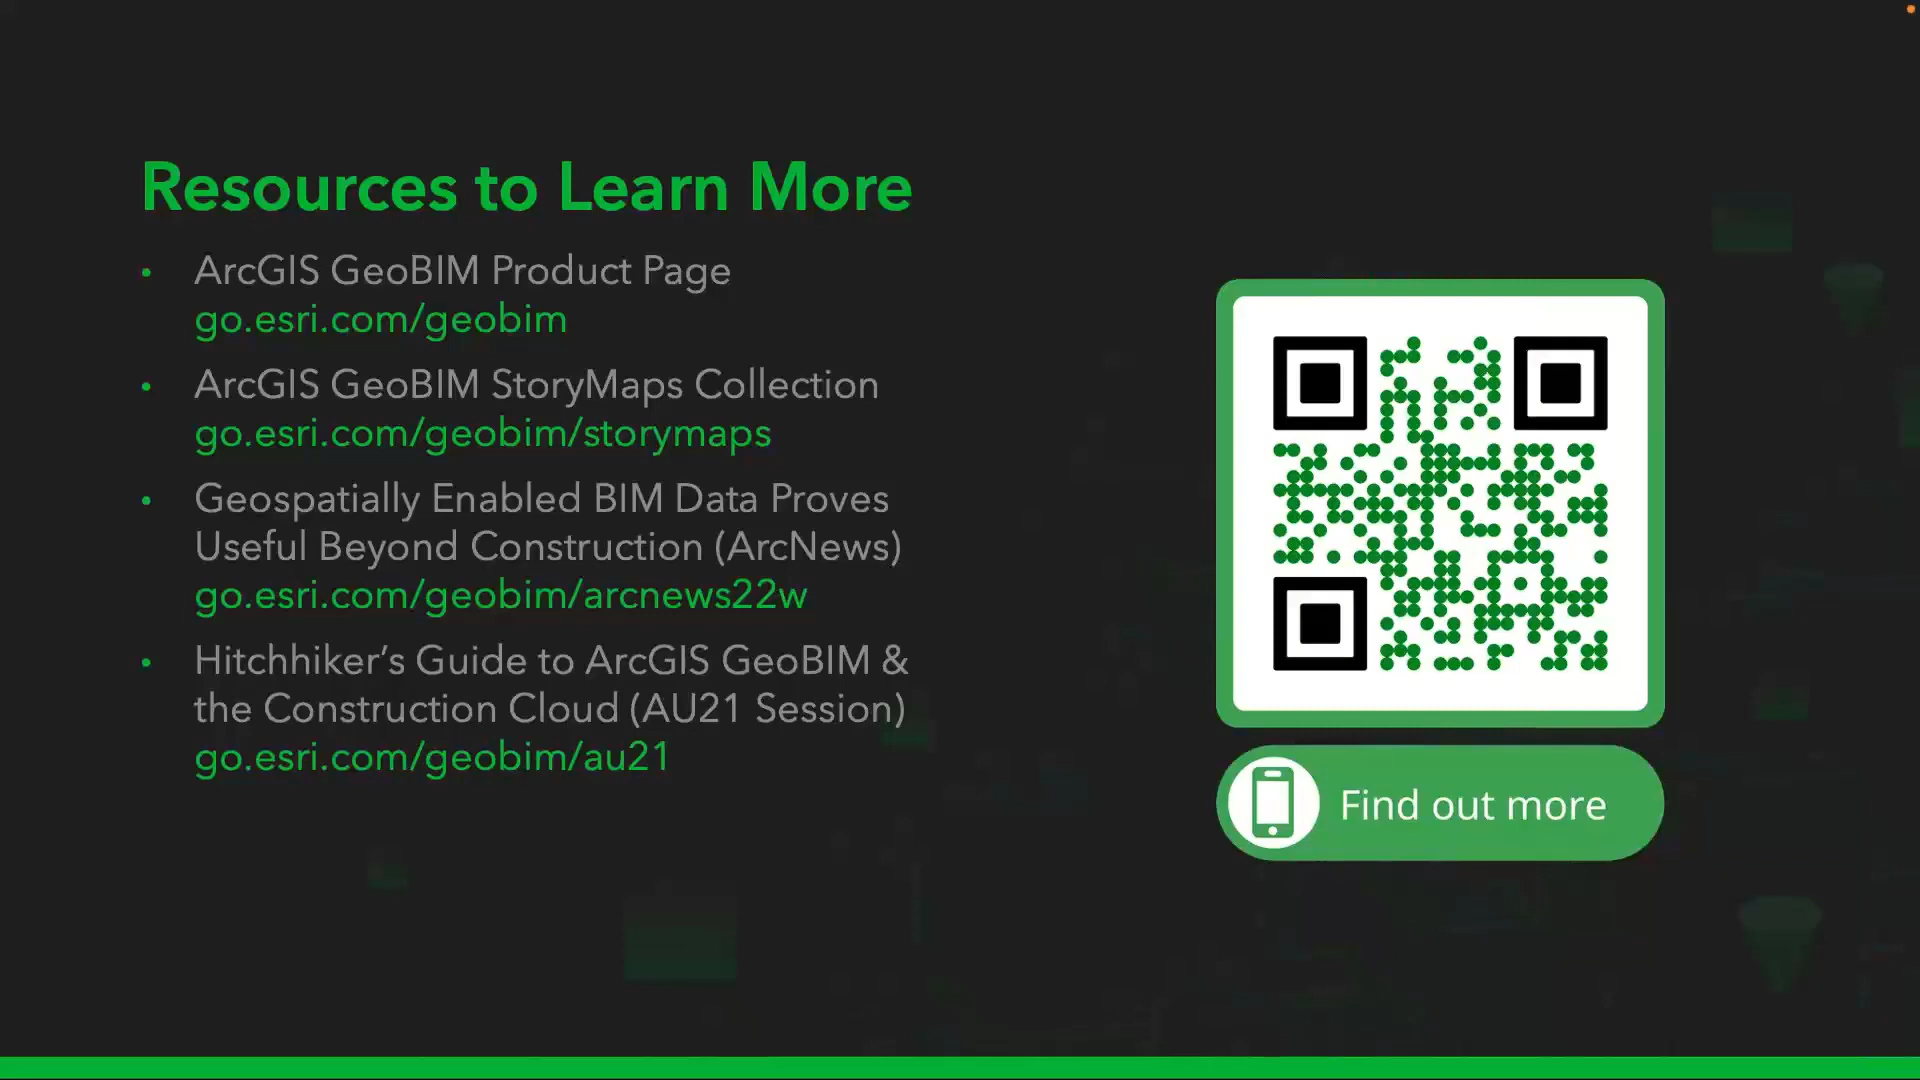 Resources to Learn More
• ArcGIS GeoBIM Product Page
go.esri.com/geobim
• ArcGIS GeoBIM StoryMaps Collection
go.esri.com/geobim/storymaps
• Geospatially Enabled BIM Data Proves
Useful Beyond Construction (ArcNews)
go.esri.com/geobim/arcnews22w
• Hitchhiker’s Guide to ArcGIS GeoBIM &
the Construction Cloud (AU21 Session)
go.esri.com/geobim/au21
Find out more